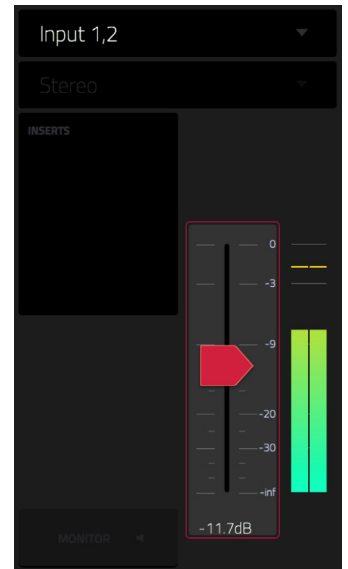 Input 1,2
Stereo
INSERTS
0
-3
-9
-20
-30
-inf
-11.7dB
MONITOR